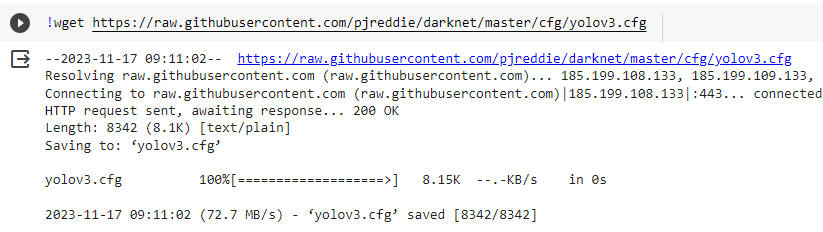 !wget https://raw.githubusercontent.com/pjreddie/darknet/master/cfg/yolov3.cfg
--2023-11-17 09:11:02-- https://raw.githubusercontent.com/pjreddie/darknet/master/cfg/yolov3.cfg
Resolving raw.githubusercontent.com (raw.githubusercontent.com)... 185.199.108.133, 185.199.109.133,
Connecting to raw.githubusercontent.com (raw.githubusercontent.com)|185.199.108.133|:443... connected
HTTP request sent, awaiting response... 200 OK
Length: 8342 (8.1K) [text/plain]
Saving to: ‘yolov3.cfg’
yolov3.cfg 100%[===================>] 8.15K --.-KB/s in 0s
2023-11-17 09:11:02 (72.7 MB/s) - ‘yolov3.cfg’ saved [8342/8342]